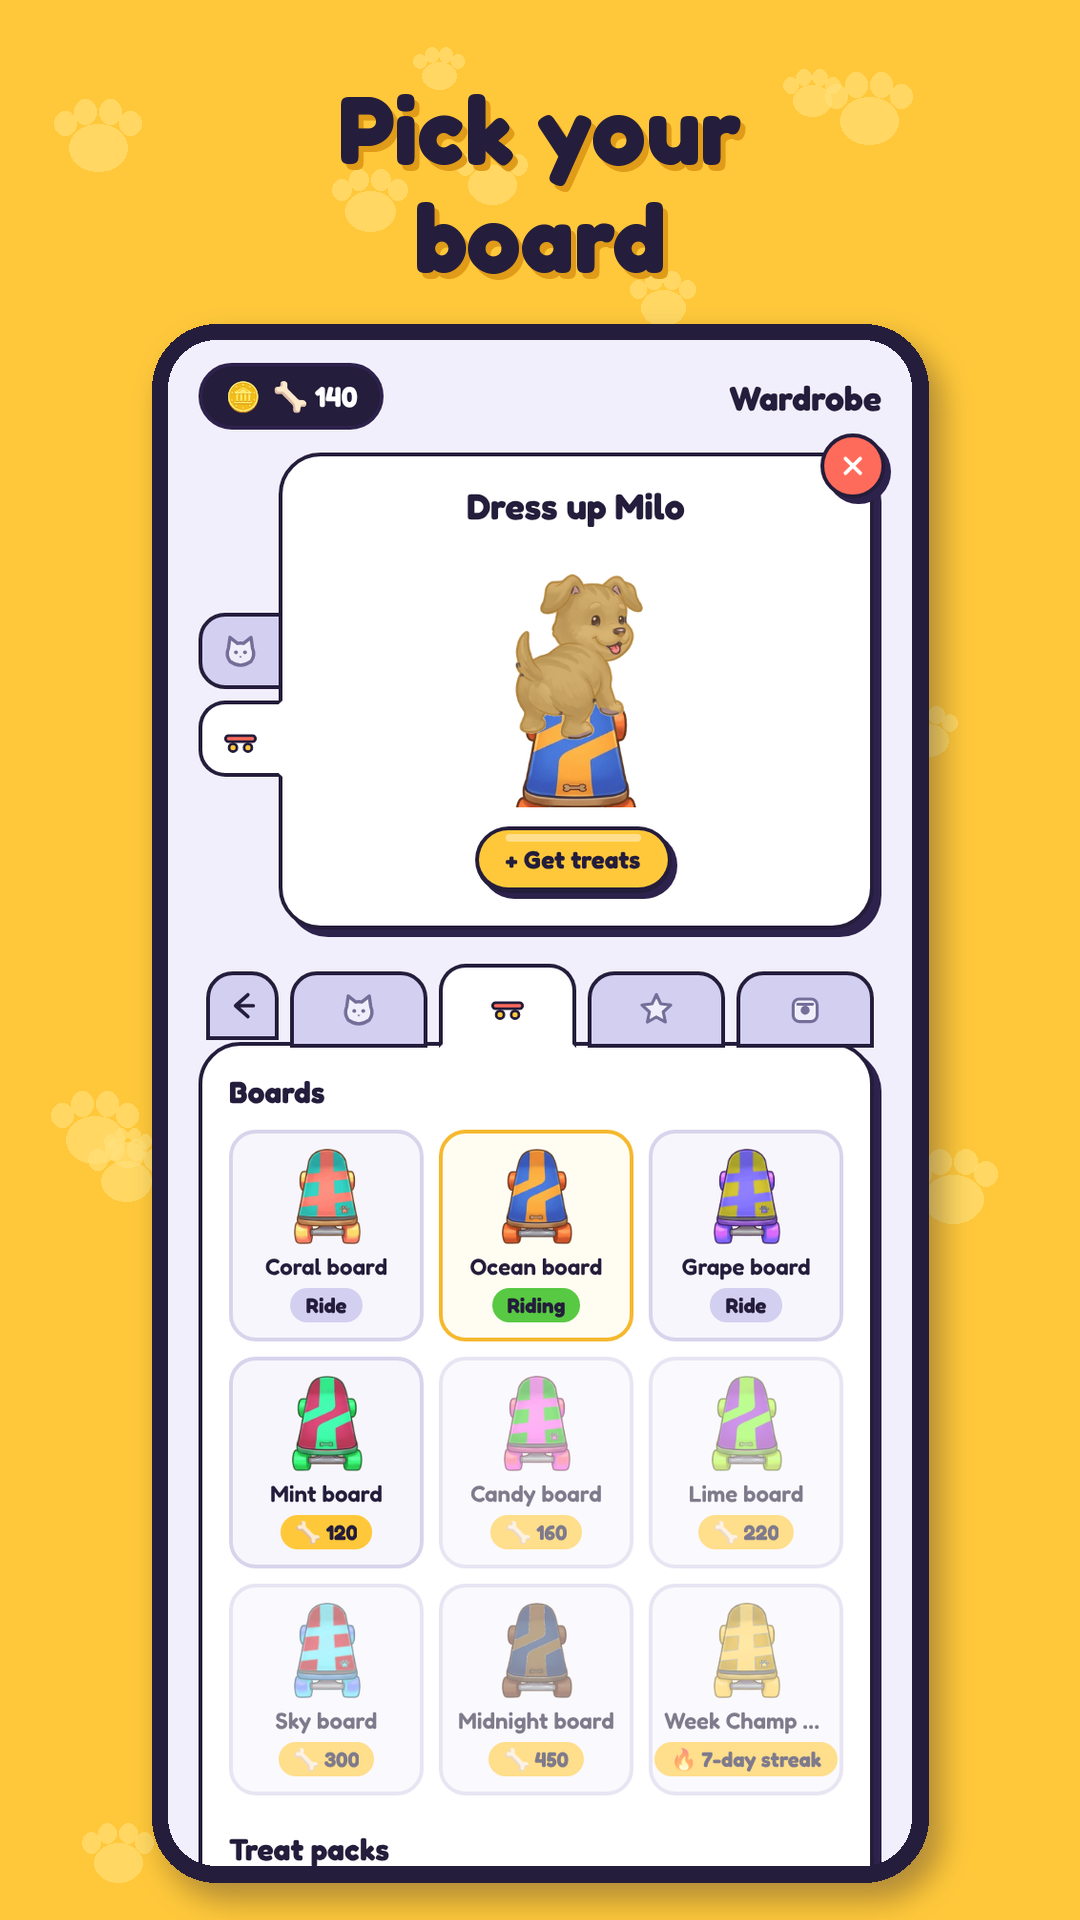 Pick your
board
140
Wardrobe
Dress up Milo
+ Get treats
Boards
Coral board
Ocean board
Grape board
Ride
Riding
Ride
Mint board
Candy board
Lime board
120
160
220
Sky board
Midnight board
Week Champ ...
300
450
7-day streak
Treat packs